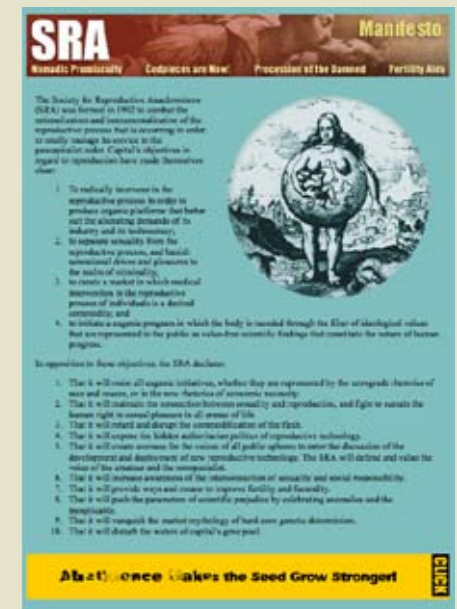 SRA
Manifesto
Nomadic Promiscuity Codpieces are Now! Procession of the Damned Fertility Aids
The Society for Reproductive Anachronisms
(SRA) was formed in to combat the
rationalization and instrumentalization of the
reproductive process that is occurring in order
to totally manage its service to the
pancapitalist order. Capital's objectives in
regard to reproduction have made themselves
clear:
1. To radically intervene in the
reproductive process in order to
produce organic platforms that better
suit the alienating demands of its
industry and its technocracy;
2. to separate sexuality from the
reproductive process, and banish
nonrational drives and pleasures to
the realm of criminality;
3. to create a market in which medical
intervention in the reproductive
process of individuals is a desired
commodity; and
4. to initiate a eugenic program in which the body is through the filter of ideological values
that are represented to the public as value-free scientific findings that constitute the nature of human
progress.
In opposition to these objectives, the SRA declares:
1. That it will resist all eugenic initiatives, whether they are represented by the retrograde rhetorics of
race and nation, or in the new rhetorics of economic necessity.
2. That it will maintain the connection between sexuality and reproduction, and fight to sustain the
human right to sexual pleasure in all arenas of life.
3. That it will retard and disrupt the commodification of the flesh.
4. That it will expose the hidden authoritarian politics of reproductive technology.
5. That it will create avenues for the voices of all public spheres to enter the discussion of the
development and deployment of new reproductive technology. The SRA will defend and value the
voice of the amateur and the nonspecialist.
6. That it will increase awareness of the interconnection of sexuality and social responsibility.
7. That it will provide ways and means to improve fertility and fecundity.
8. That it will push the parameters of scientific prejudice by celebrating anomalies and the
inexplicable.
9. That it will vanquish the market mythology of hard core genetic determinism.
10. That it will disturb the waters of capital's gene pool.
Makes the Seed Grow Stronger!
CLICK